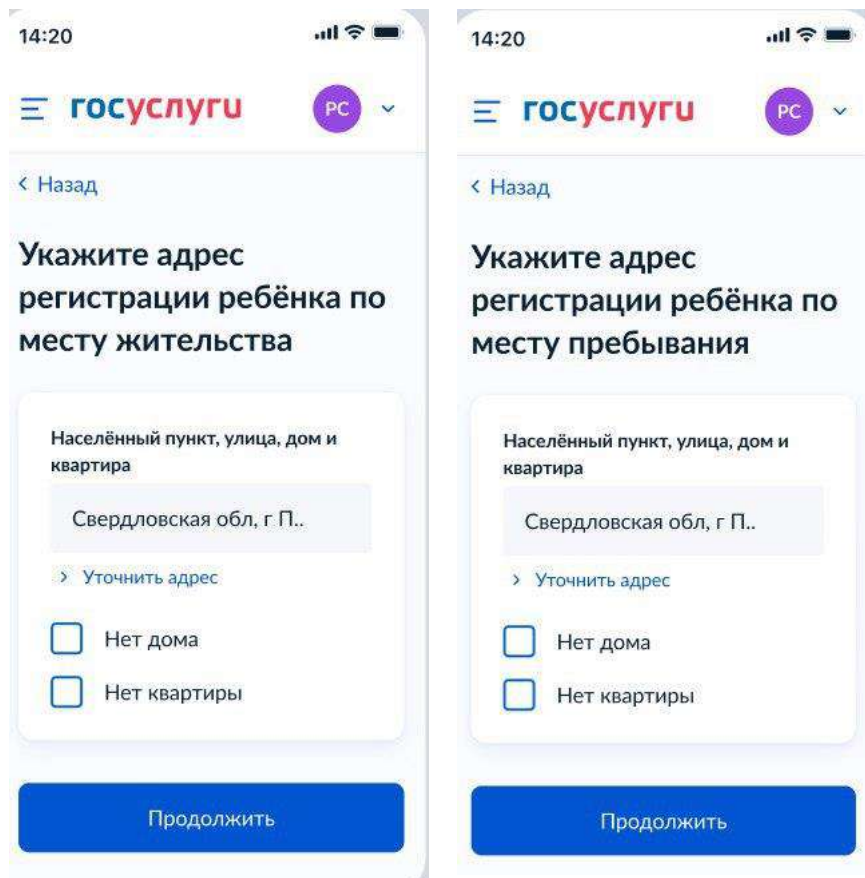 14:20
госуслуги
РС
Назад
Укажите адрес
регистрации ребёнка по
месту жительства
Населённый пункт, улица, дом и
квартира
Свердловская обл, г П..
Уточнить адрес
Нет дома
Нет квартиры
Продолжить
14:20
госуслуги
РС
Назад
Укажите адрес
регистрации ребёнка по
месту пребывания
Населённый пункт, улица, дом и
квартира
Свердловская обл, г П..
Уточнить адрес
Нет дома
Нет квартиры
Продолжить